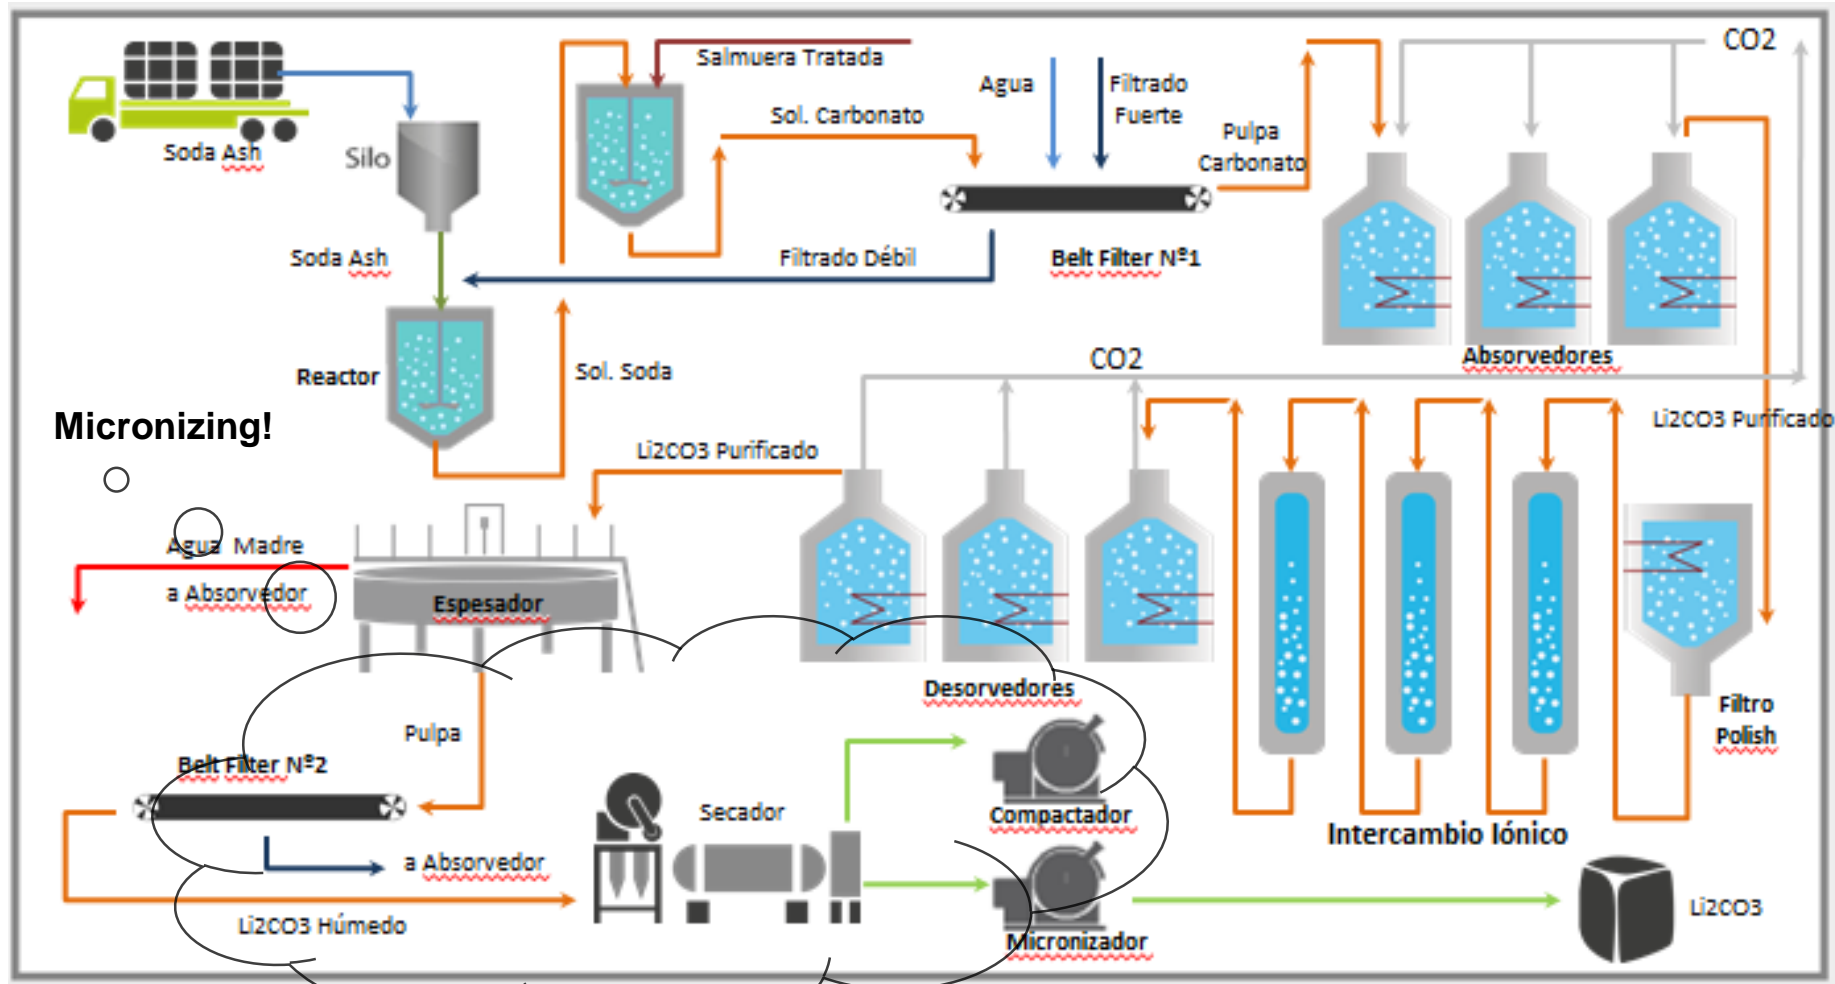 CO2
Salmuera Tratada
Agua
Filtrado
Fuerte
Sol. Carbonato
Pulpa
Carbonato
Soda Ash
Silo
Soda Ash
Filtrado Débil
Belt Filter Nº1
Absorvedores
CO2
Reactor
Sol. Soda
Micronizing!
Li2CO3 Purificado
Li2CO3 Purificado
Agua Madre
a Absorvedor
Espesador
Desorvedores
Filtro
Polish
Pulpa
Belt Filter Nº2
Secador
Compactador
Intercambio Iónico
a Absorvedor
Li2CO3 Húmedo
Micronizador
Li2CO3